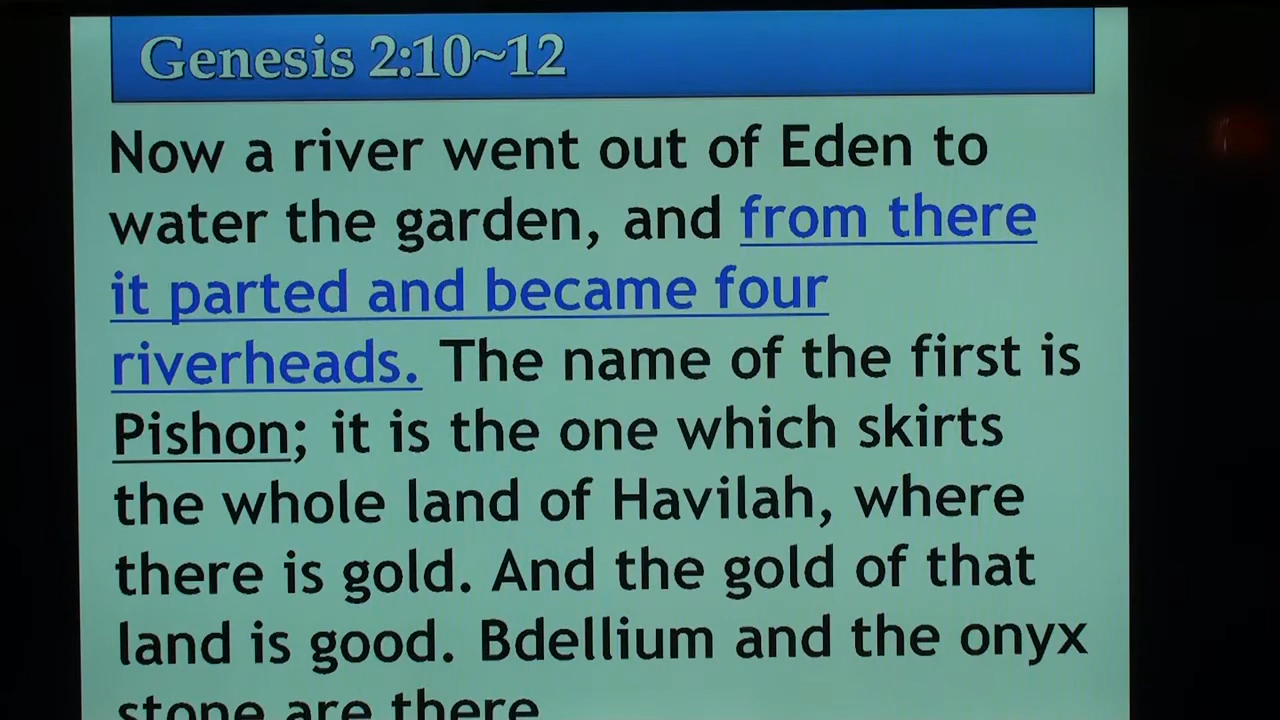 Genesis 2:10~12
Now a river went out of Eden to
water the garden, and from there
it parted and became four
riverheads. The name of the first is
Pishon; it is the one which skirts
the whole land of Havilah, where
there is gold. And the gold of that
land is good. Bdellium and the onyx
stone are there